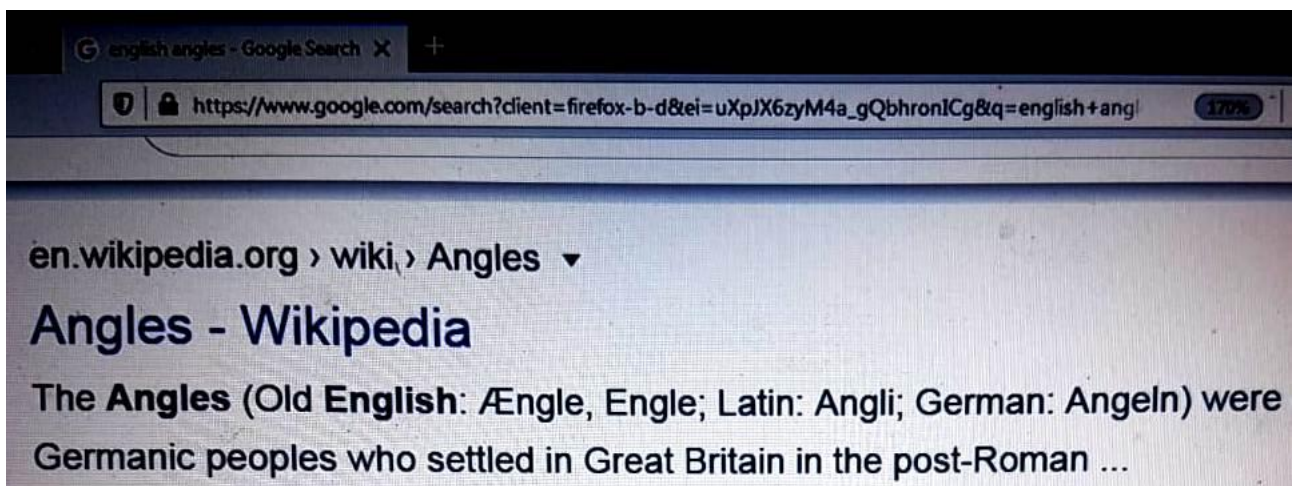 english angles - Google Search
https://www.google.com/search?client=firefox-b-d&ei=uXpJX6zyM4a_gQbhronICg&q=english+angl
170%
en.wikipedia.org › wiki › Angles
Angles - Wikipedia
The Angles (Old English: Ængle, Engle; Latin: Angli; German: Angeln) were
Germanic peoples who settled in Great Britain in the post-Roman ...